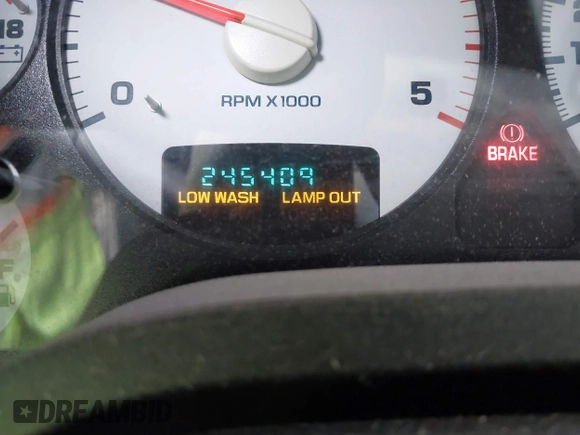 18
0
RPM X1000
5
BRAKE
245409
LOW WASH LAMP OUT
F
DREAMBID